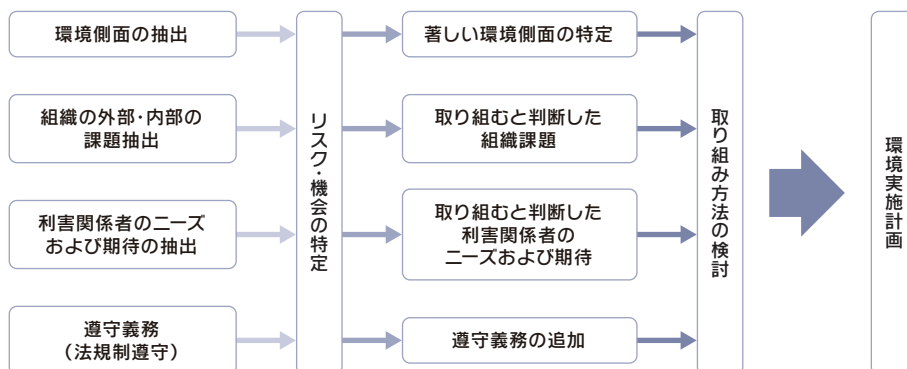 環境側面の抽出
組織の外部・内部の
課題抽出
利害関係者のニーズ
および期待の抽出
遵守義務
（法規制遵守）
リスク・機会の特定
著しい環境側面の特定
取り組むと判断した
組織課題
取り組むと判断した
利害関係者の
ニーズおよび期待
遵守義務の追加
取り組み方法の検討
環境実施計画